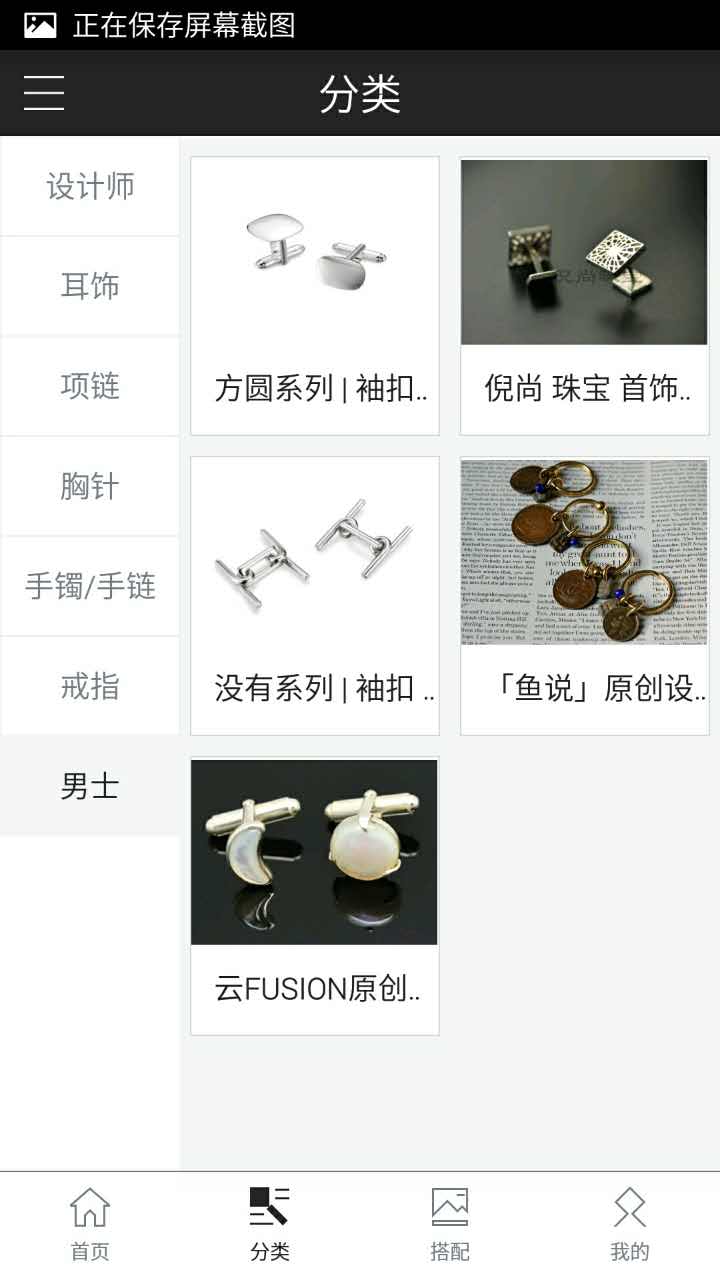 正在保存屏幕截图
分类
设计师
耳饰
项链
胸针
手镯/手链
戒指
男士
方圆系列 | 袖扣..
倪尚 珠宝 首饰..
没有系列 | 袖扣 ..
「鱼说」原创设..
云FUSION原创..
首页
分类
搭配
我的